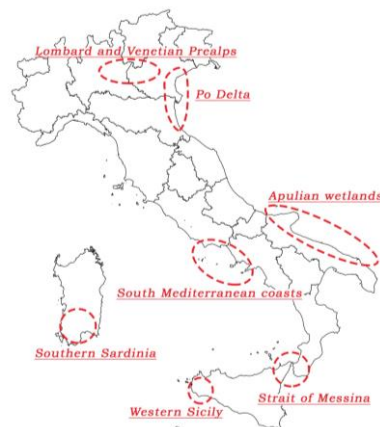 Lombard and Venetian Prealps
Po Delta
Apulian wetlands
South Mediterranean coasts
Southern Sardinia
Strait of Messina
Western Sicily